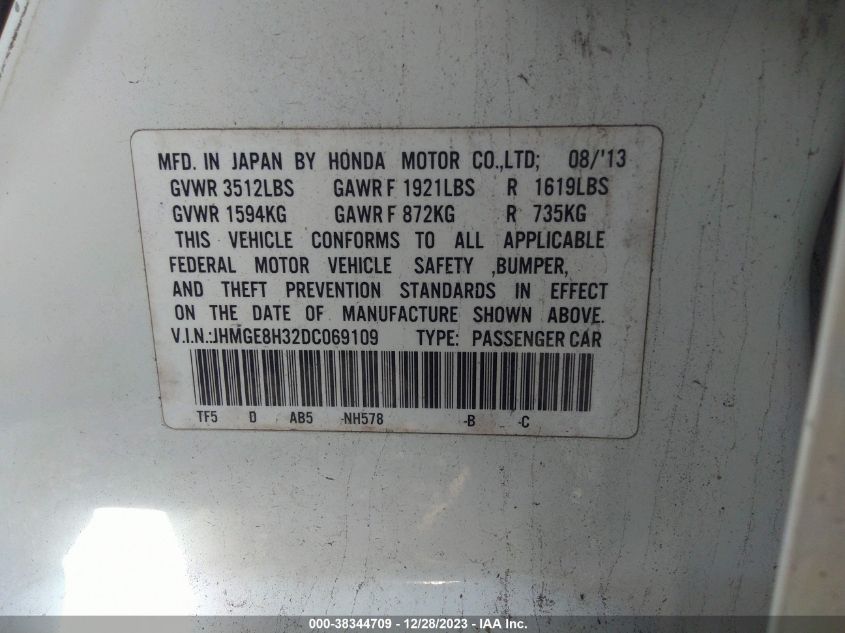 MFD. IN JAPAN BY HONDA MOTOR CO.,LTD; 08/'13
GVWR 3512LBS GAWR F 1921LBS R 1619LBS
GVWR 1594KG GAWR F 872KG R 735KG
THIS VEHICLE CONFORMS TO ALL APPLICABLE
FEDERAL MOTOR VEHICLE SAFETY ,BUMPER,
AND THEFT PREVENTION STANDARDS IN EFFECT
ON THE DATE OF MANUFACTURE SHOWN ABOVE.
V.I.N.:JHMGE8H32DC069109 TYPE: PASSENGER CAR
TF5 D AB5 -NH578 -B -C
000-38344709 – 12/28/2023 – IAA Inc.